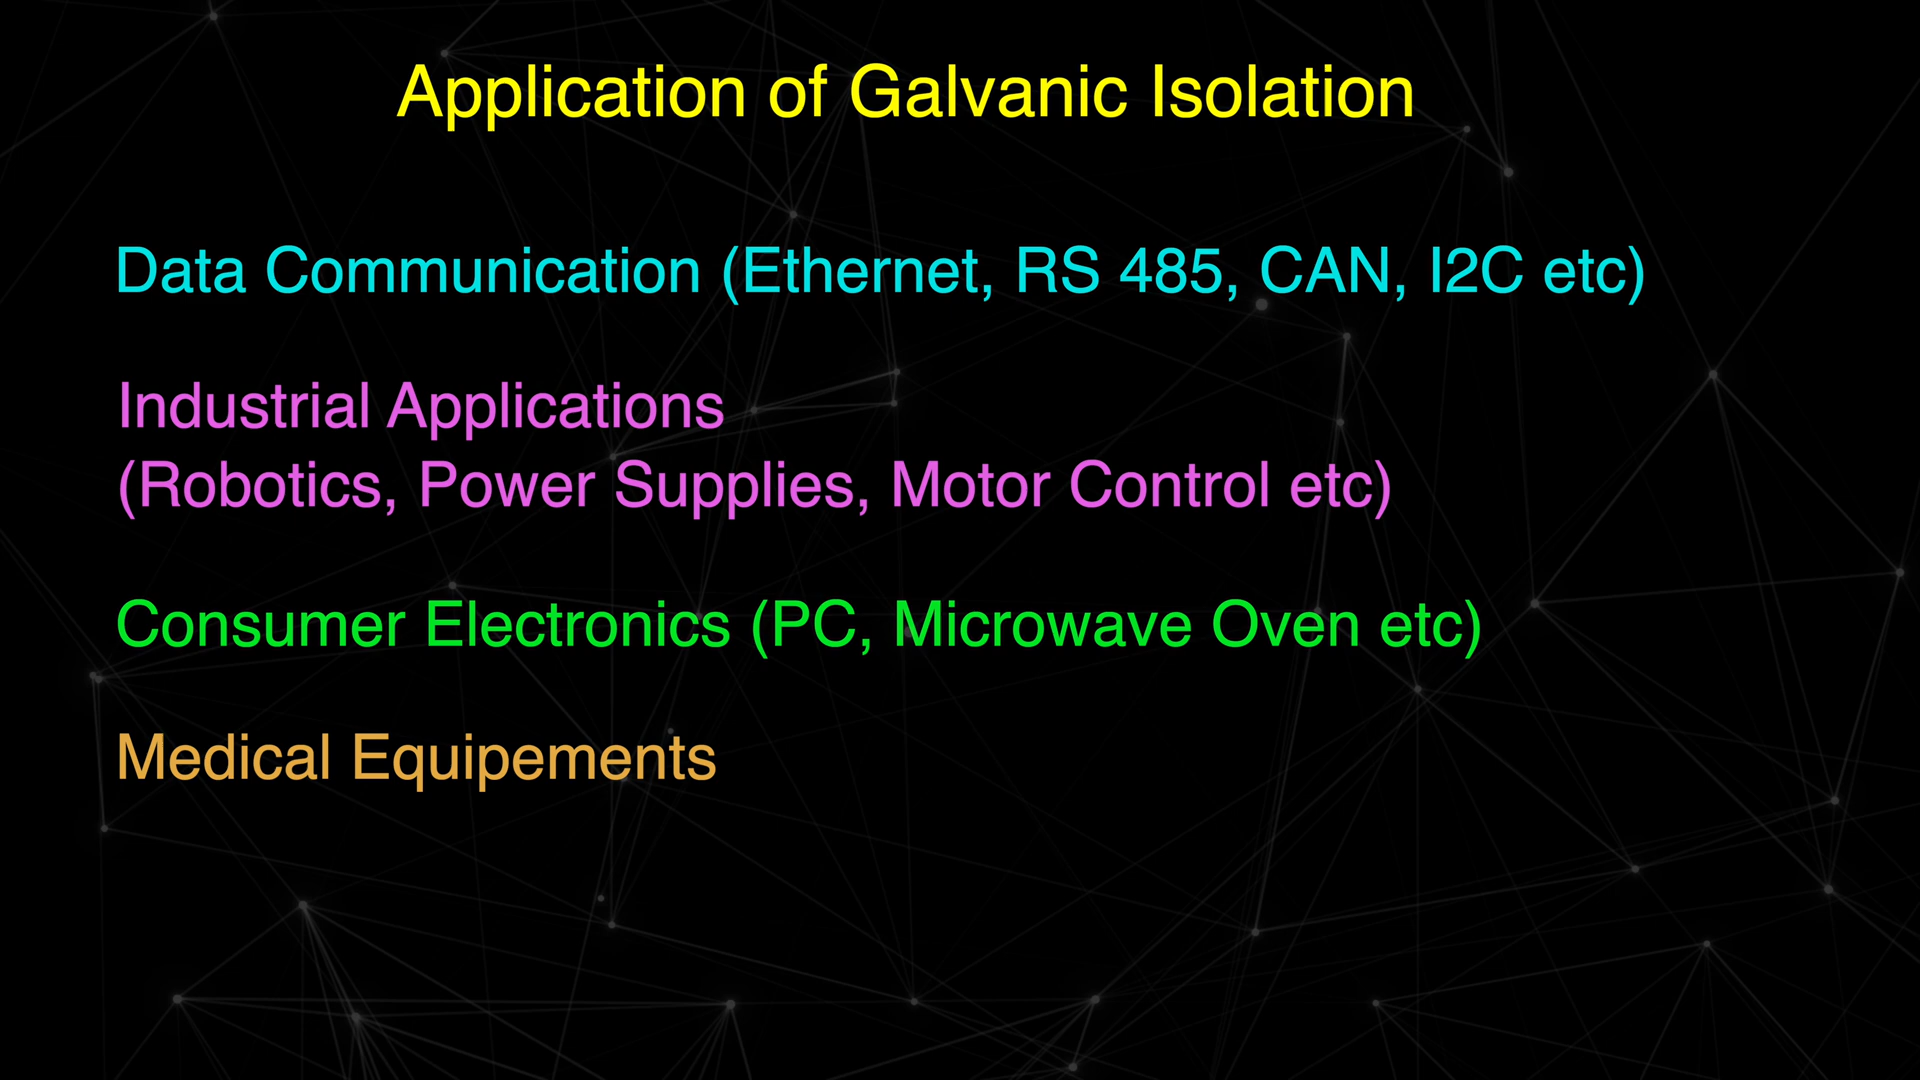 Application of Galvanic Isolation
Data Communication (Ethernet, RS 485, CAN, I2C etc)
Industrial Applications
(Robotics, Power Supplies, Motor Control etc)
Consumer Electronics (PC, Microwave Oven etc)
Medical Equipements